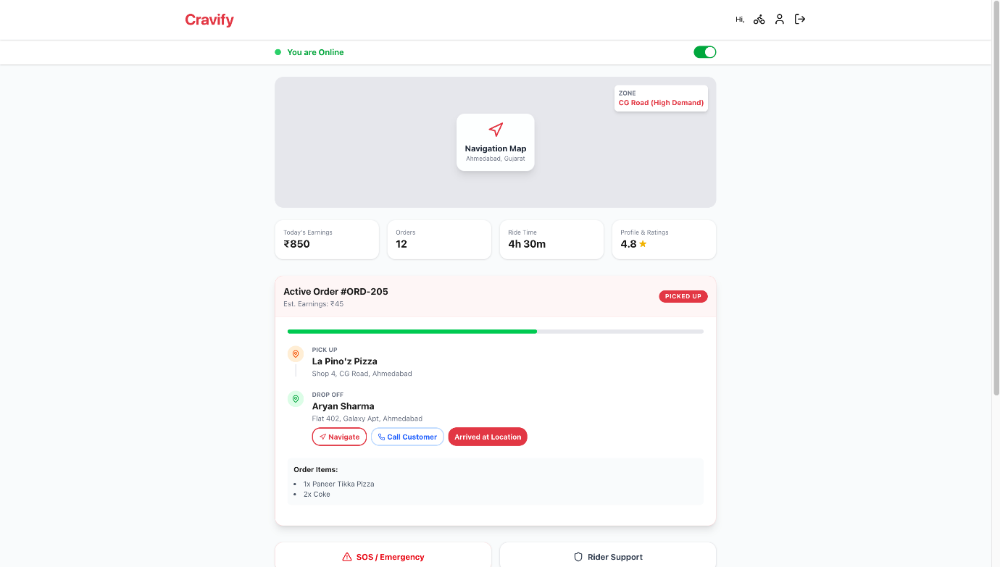 Cravify
Hi,
You are Online
ZONE
CG Road (High Demand)
Navigation Map
Ahmedabad, Gujarat
Today's Earnings
₹850
Orders
12
Ride Time
4h 30m
Profile & Ratings
4.8 ★
Active Order #ORD-205
Est. Earnings: ₹45
PICKED UP
PICK UP
La Pino'z Pizza
Shop 4, CG Road, Ahmedabad
DROP OFF
Aryan Sharma
Flat 402, Galaxy Apt, Ahmedabad
Navigate
Call Customer
Arrived at Location
Order Items:
• 1x Paneer Tikka Pizza
• 2x Coke
SOS / Emergency
Rider Support